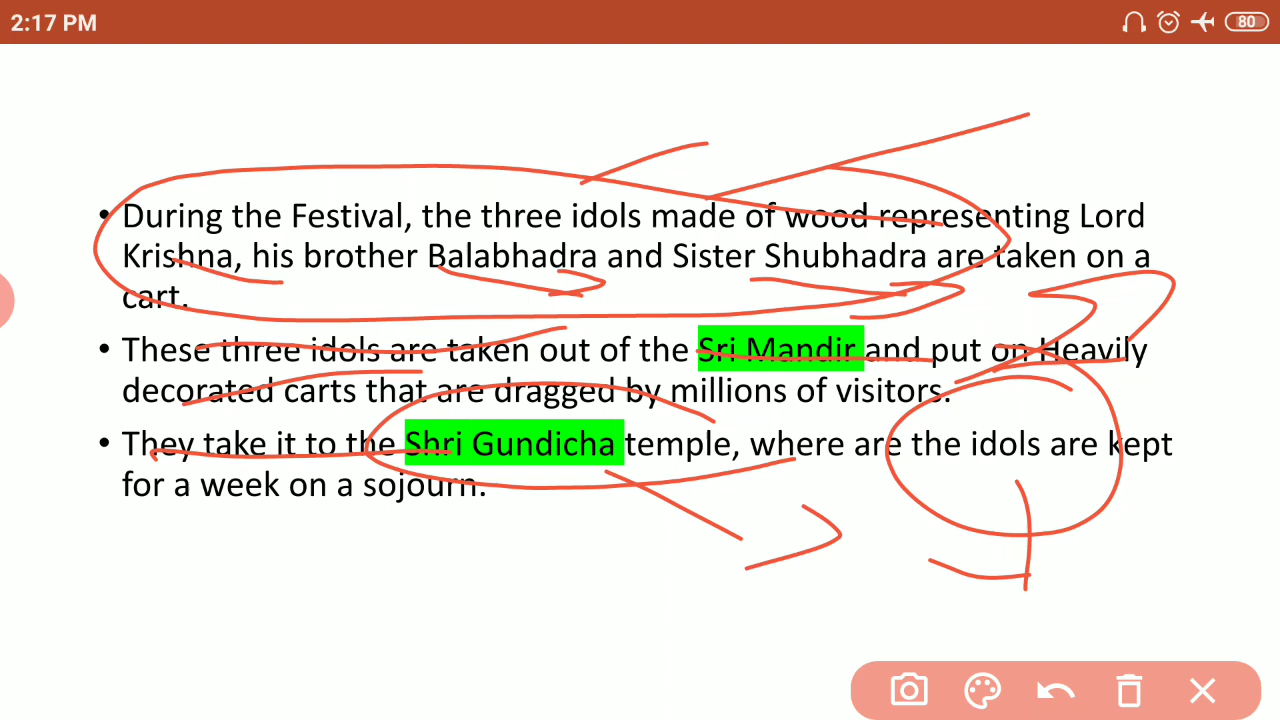 2:17 PM
80
• During the Festival, the three idols made of wood representing Lord
Krishna, his brother Balabhadra and Sister Shubhadra are taken on a
cart.
• These three idols are taken out of the Sri Mandir and put on Heavily
decorated carts that are dragged by millions of visitors.
• They take it to the Shri Gundicha temple, where are the idols are kept
for a week on a sojourn.